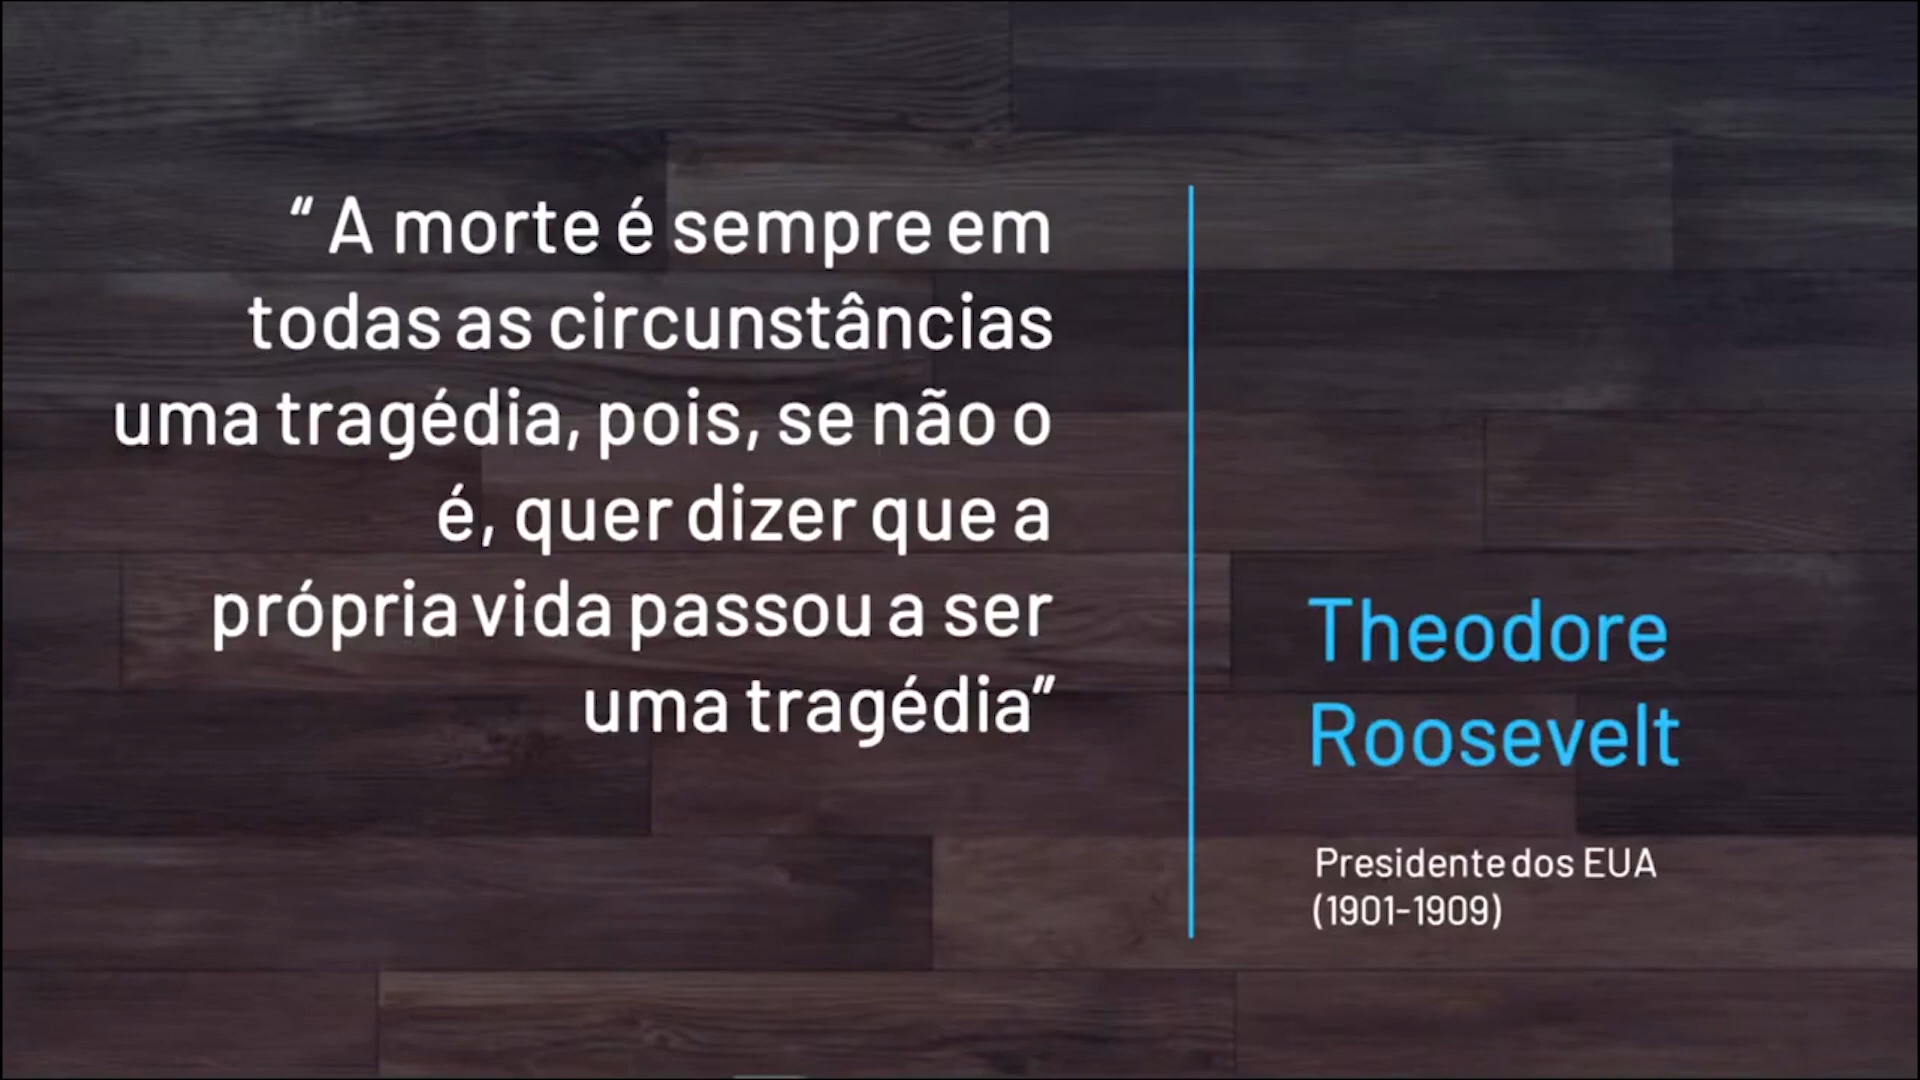 “ A morte é sempre em
todas as circunstâncias
uma tragédia, pois, se não o
é, quer dizer que a
própria vida passou a ser
uma tragédia”
Theodore
Roosevelt
Presidente dos EUA
(1901-1909)